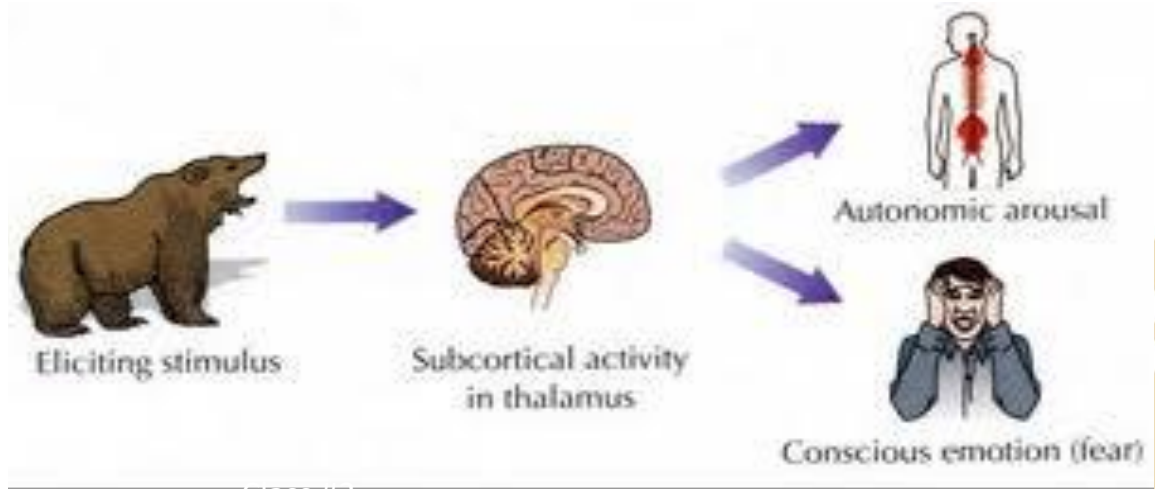 Autonomic arousal
Eliciting stimulus
Subcortical activity
in thalamus
Conscious emotion (fear)